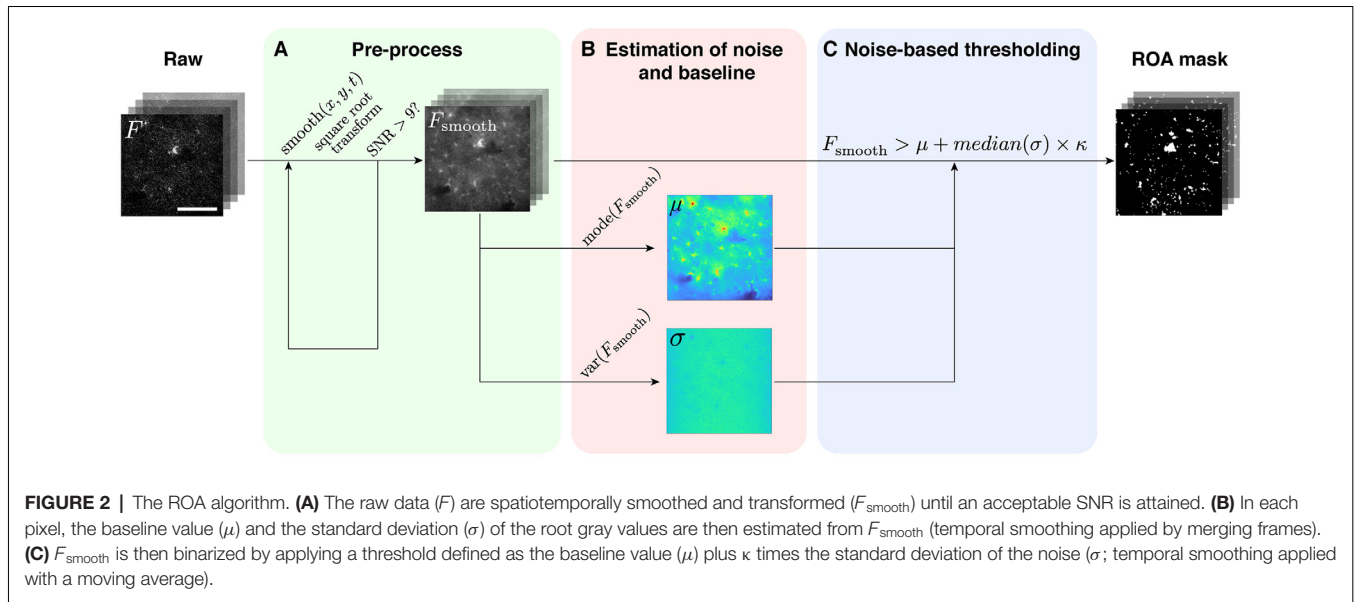 Raw
A Pre-process
B Estimation of noise
and baseline
C Noise-based thresholding
ROA mask
F
smooth(x, y, t)
square root
transform
SNR > 9?
F_smooth
F_smooth > μ + median(σ) × κ
mode(F_smooth)
μ
var(F_smooth)
σ
FIGURE 2 | The ROA algorithm. (A) The raw data (F) are spatiotemporally smoothed and transformed (F_smooth) until an acceptable SNR is attained. (B) In each
pixel, the baseline value (μ) and the standard deviation (σ) of the root gray values are then estimated from F_smooth (temporal smoothing applied by merging frames).
(C) F_smooth is then binarized by applying a threshold defined as the baseline value (μ) plus κ times the standard deviation of the noise (σ; temporal smoothing applied
with a moving average).